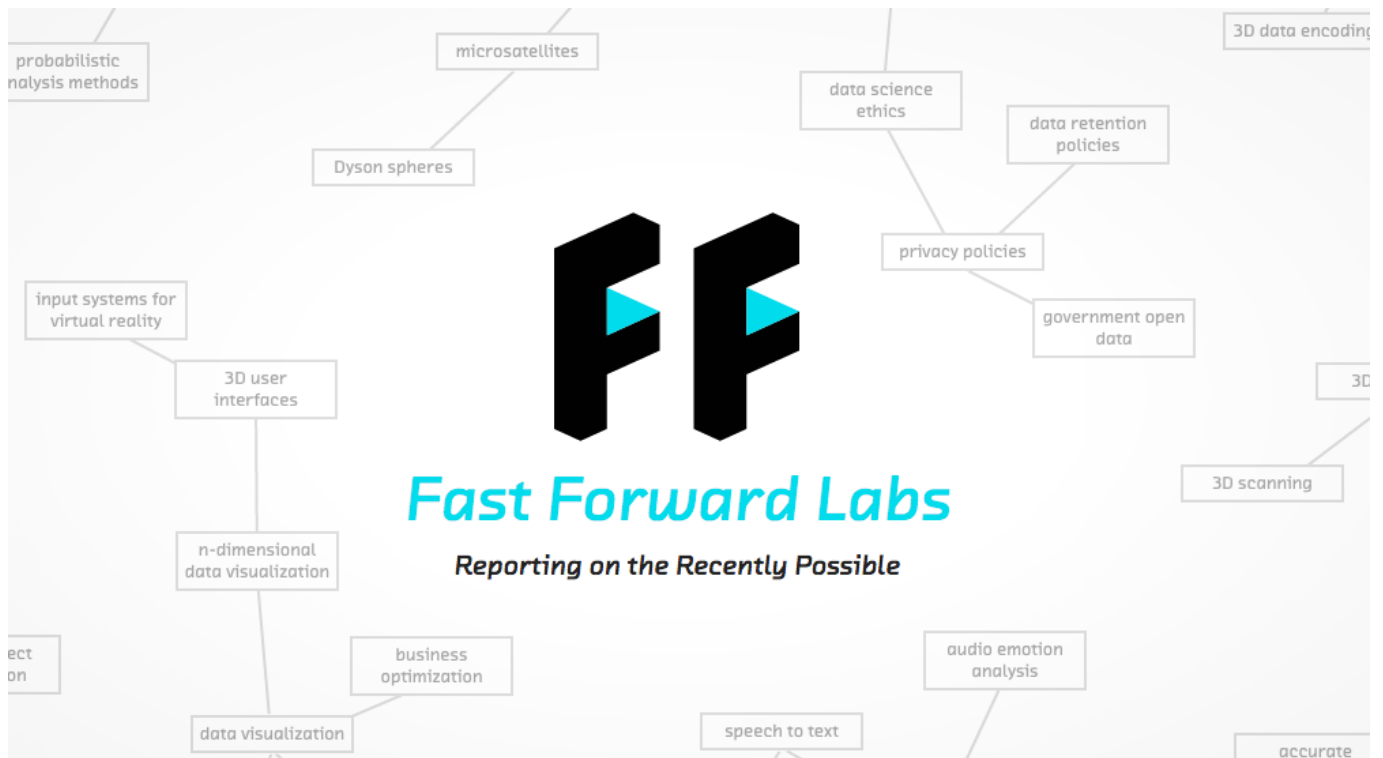 3D data encoding
microsatellites
probabilistic
nalysis methods
data science
ethics
data retention
policies
Dyson spheres
privacy policies
input systems for
virtual reality
government open
data
3D user
interfaces
3D
3D scanning
FF
Fast Forward Labs
Reporting on the Recently Possible
n-dimensional
data visualization
business
optimization
ect
on
audio emotion
analysis
data visualization
speech to text
accurate